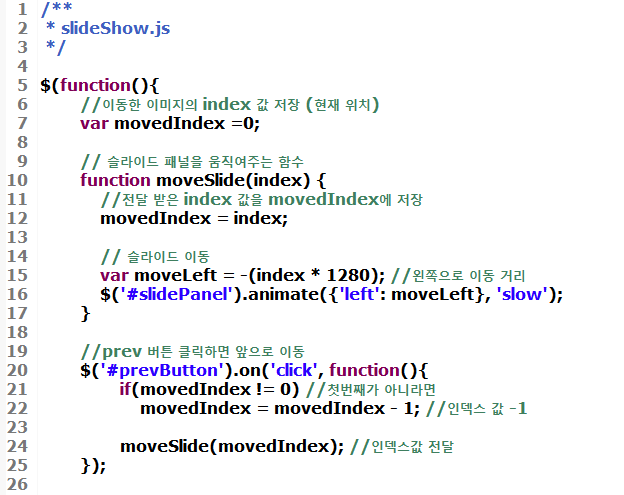 1 /**
2 * slideShow.js
3 */
4
5 $(function(){
6 //이동한 이미지의 index 값 저장 (현재 위치)
7 var movedIndex =0;
8
9 // 슬라이드 패널을 움직여주는 함수
10 function moveSlide(index) {
11 //전달 받은 index 값을 movedIndex에 저장
12 movedIndex = index;
13
14 // 슬라이드 이동
15 var moveLeft = -(index * 1280); //왼쪽으로 이동 거리
16 $('#slidePanel').animate({'left': moveLeft}, 'slow');
17 }
18
19 //prev 버튼 클릭하면 앞으로 이동
20 $('#prevButton').on('click', function(){
21 if(movedIndex != 0) //첫번째가 아니라면
22 movedIndex = movedIndex - 1; //인덱스 값 -1
23
24 moveSlide(movedIndex); //인덱스값 전달
25 });
26